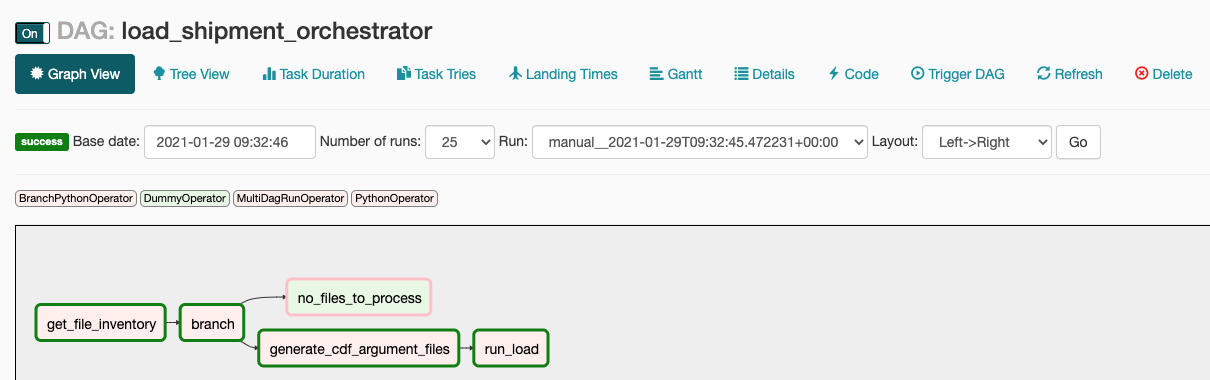 On DAG: load_shipment_orchestrator
Graph View Tree View Task Duration Task Tries Landing Times Gantt Details Code Trigger DAG Refresh Delete
success Base date: 2021-01-29 09:32:46 Number of runs: 25 Run: manual__2021-01-29T09:32:45.472231+00:00 Layout: Left->Right Go
BranchPythonOperator DummyOperator MultiDagRunOperator PythonOperator
no_files_to_process
get_file_inventory branch
generate_cdf_argument_files run_load